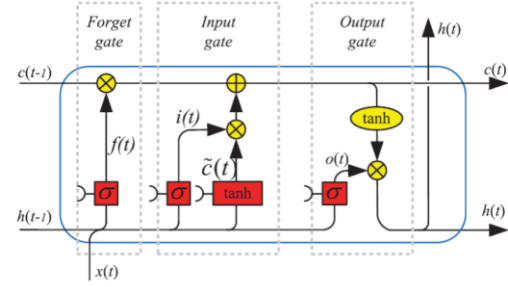 Forget
gate
Input
gate
Output
gate
h(t)
c(t-1)
c(t)
i(t)
tanh
f(t)
c̃(t)
o(t)
σ
σ
tanh
σ
h(t-1)
h(t)
x(t)